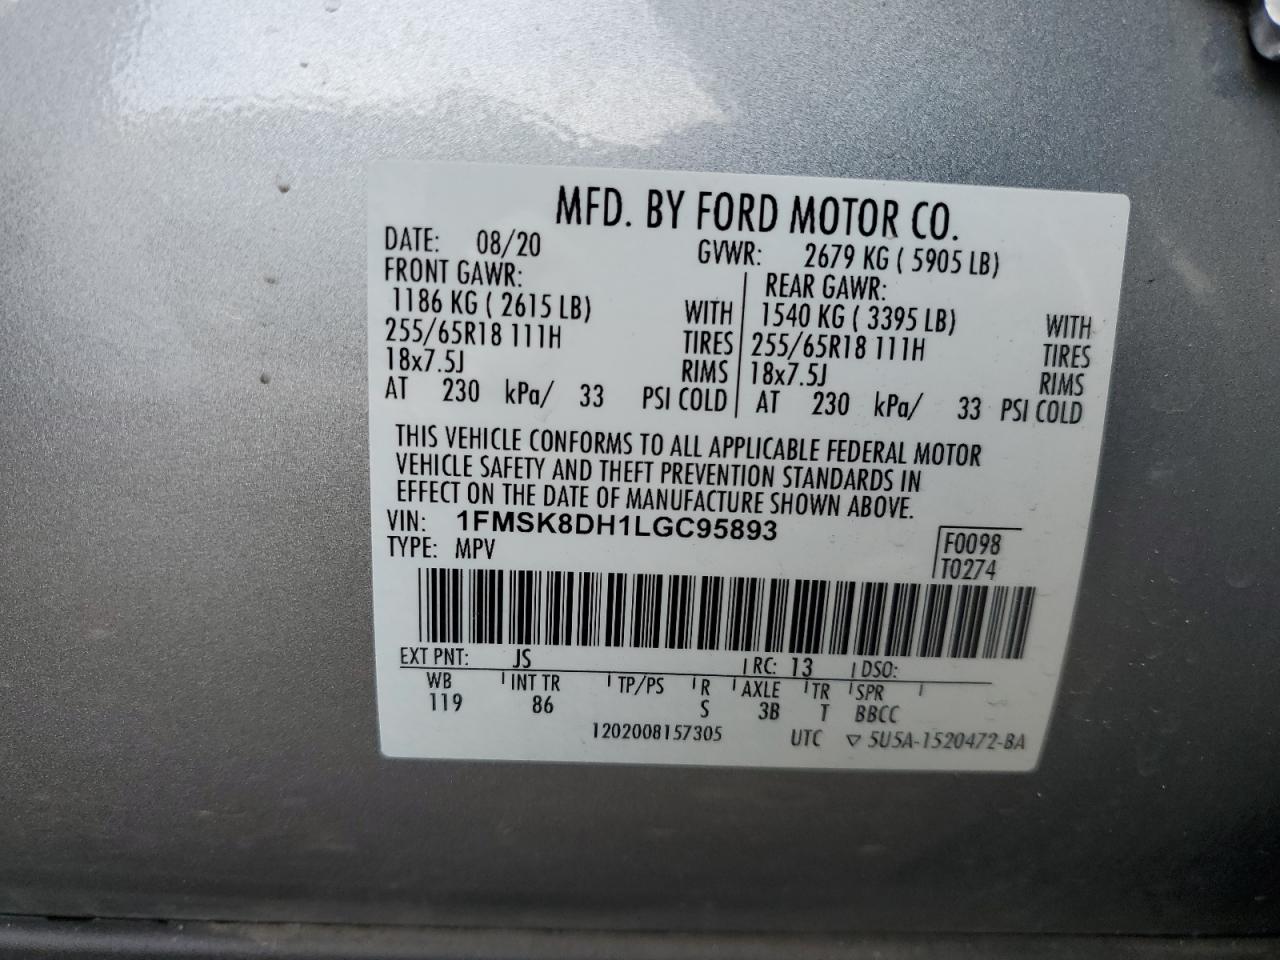 MFD. BY FORD MOTOR CO.
DATE: 08/20 GVWR: 2679 KG ( 5905 LB)
FRONT GAWR: REAR GAWR:
1186 KG ( 2615 LB) WITH 1540 KG ( 3395 LB) WITH
255/65R18 111H TIRES 255/65R18 111H TIRES
18x7.5J RIMS 18x7.5J RIMS
AT 230 kPa/ 33 PSI COLD AT 230 kPa/ 33 PSI COLD
THIS VEHICLE CONFORMS TO ALL APPLICABLE FEDERAL MOTOR
VEHICLE SAFETY AND THEFT PREVENTION STANDARDS IN
EFFECT ON THE DATE OF MANUFACTURE SHOWN ABOVE.
VIN: 1FMSK8DH1LGC95893
TYPE: MPV
F0098
T0274
EXT PNT: JS RC: 13 DSO:
WB INT TR TP/PS R AXLE TR SPR
119 86 S 3B T BBCC
1202008157305 UTC ▽ 5U5A-1520472-BA